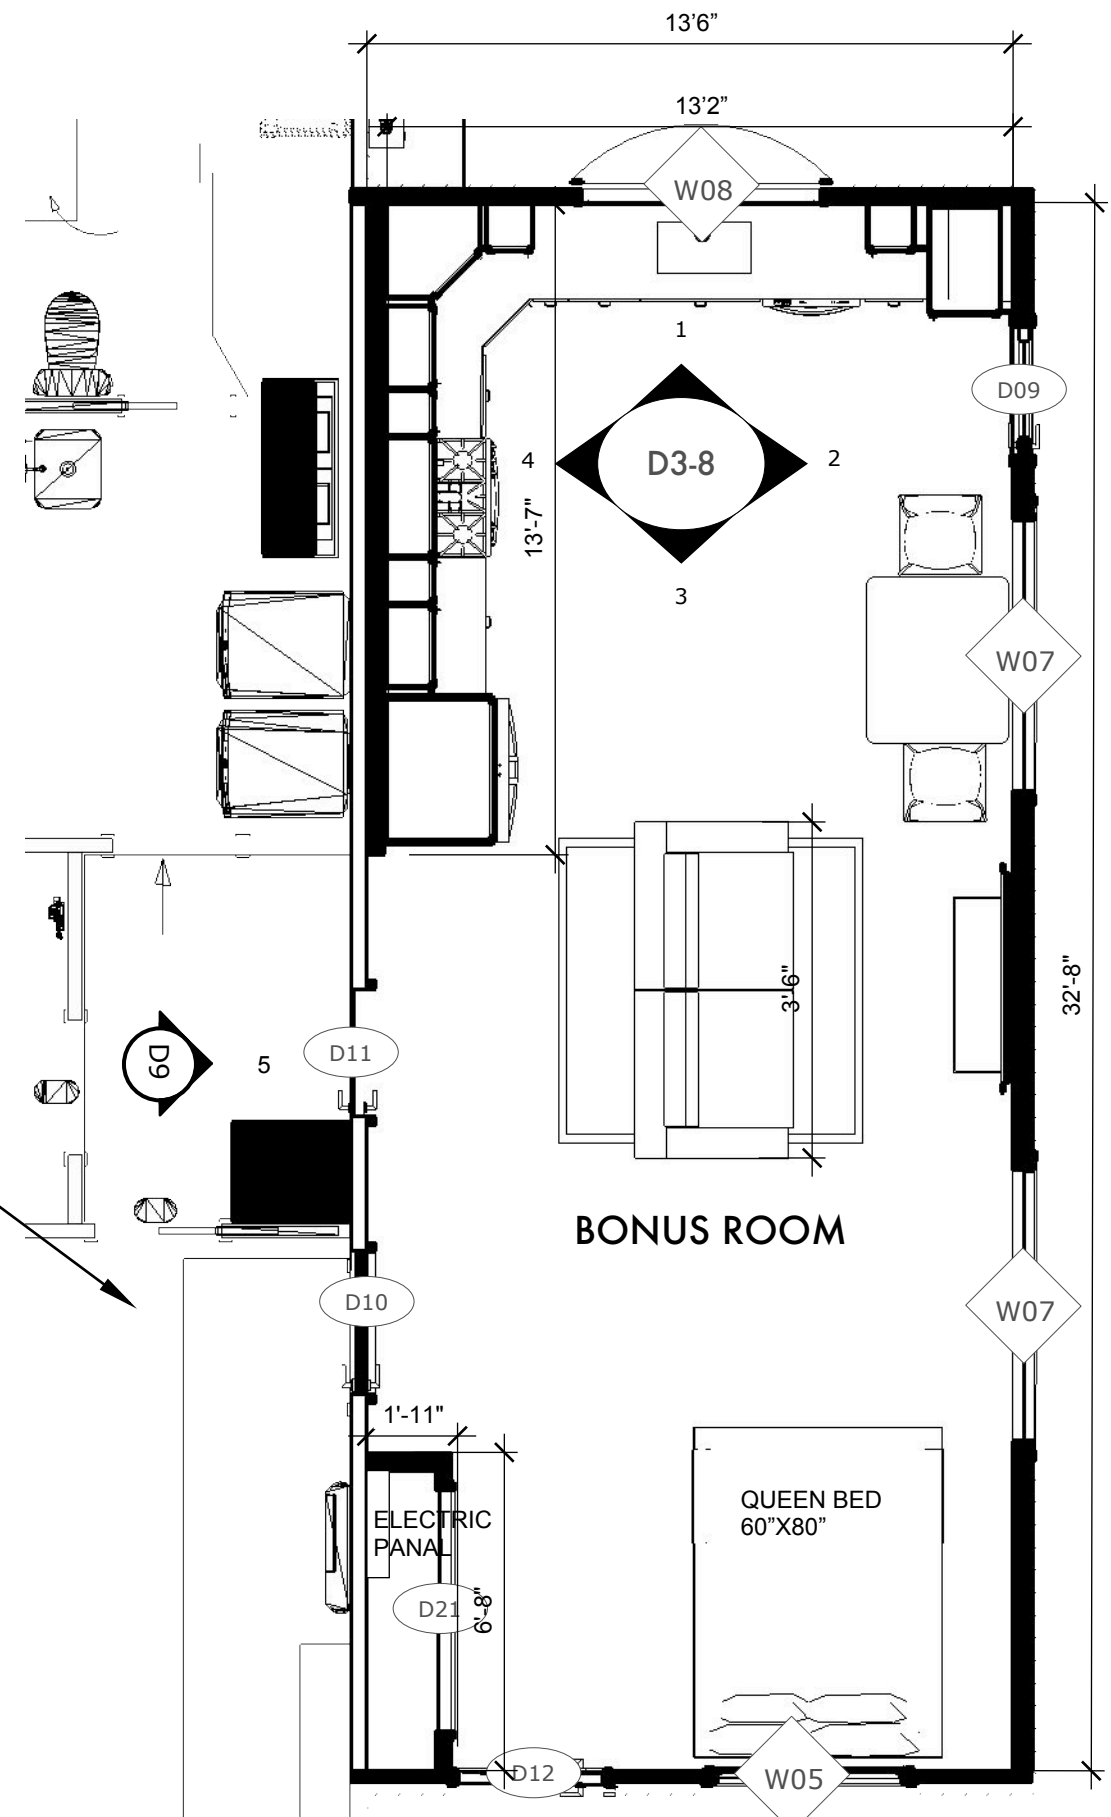 13’6”
13’2”
W08
1
D09
4
D3-8
2
13'-7"
3
W07
3'-6"
32'-8"
D9
5
D11
BONUS ROOM
D10
W07
1'-11"
QUEEN BED
60”X80”
ELECTRIC
PANAL
D21
6'-8"
D12
W05